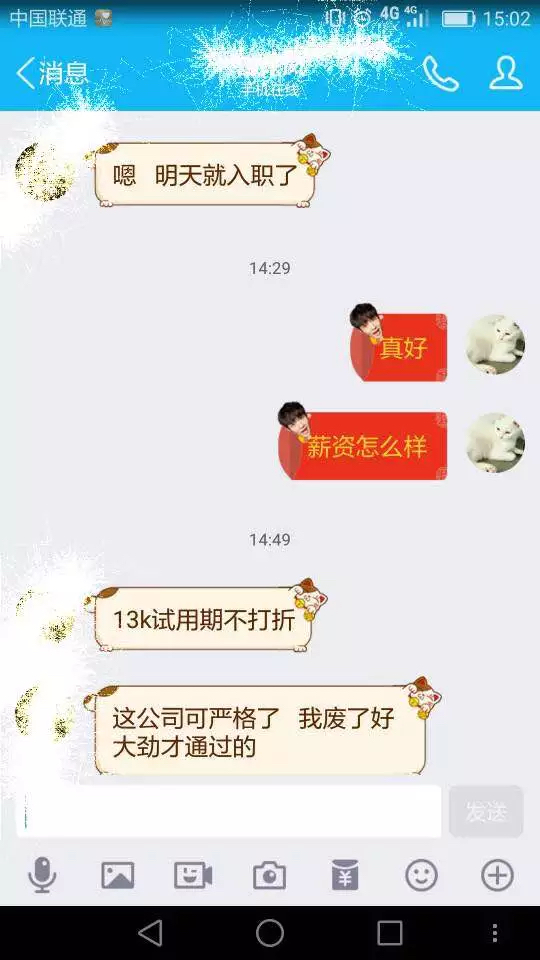 中国联通 4G 4G 15:02
消息
手机在线
嗯 明天就入职了
14:29
真好
薪资怎么样
14:49
13k试用期不打折
这公司可严格了 我废了好
大劲才通过的
发送